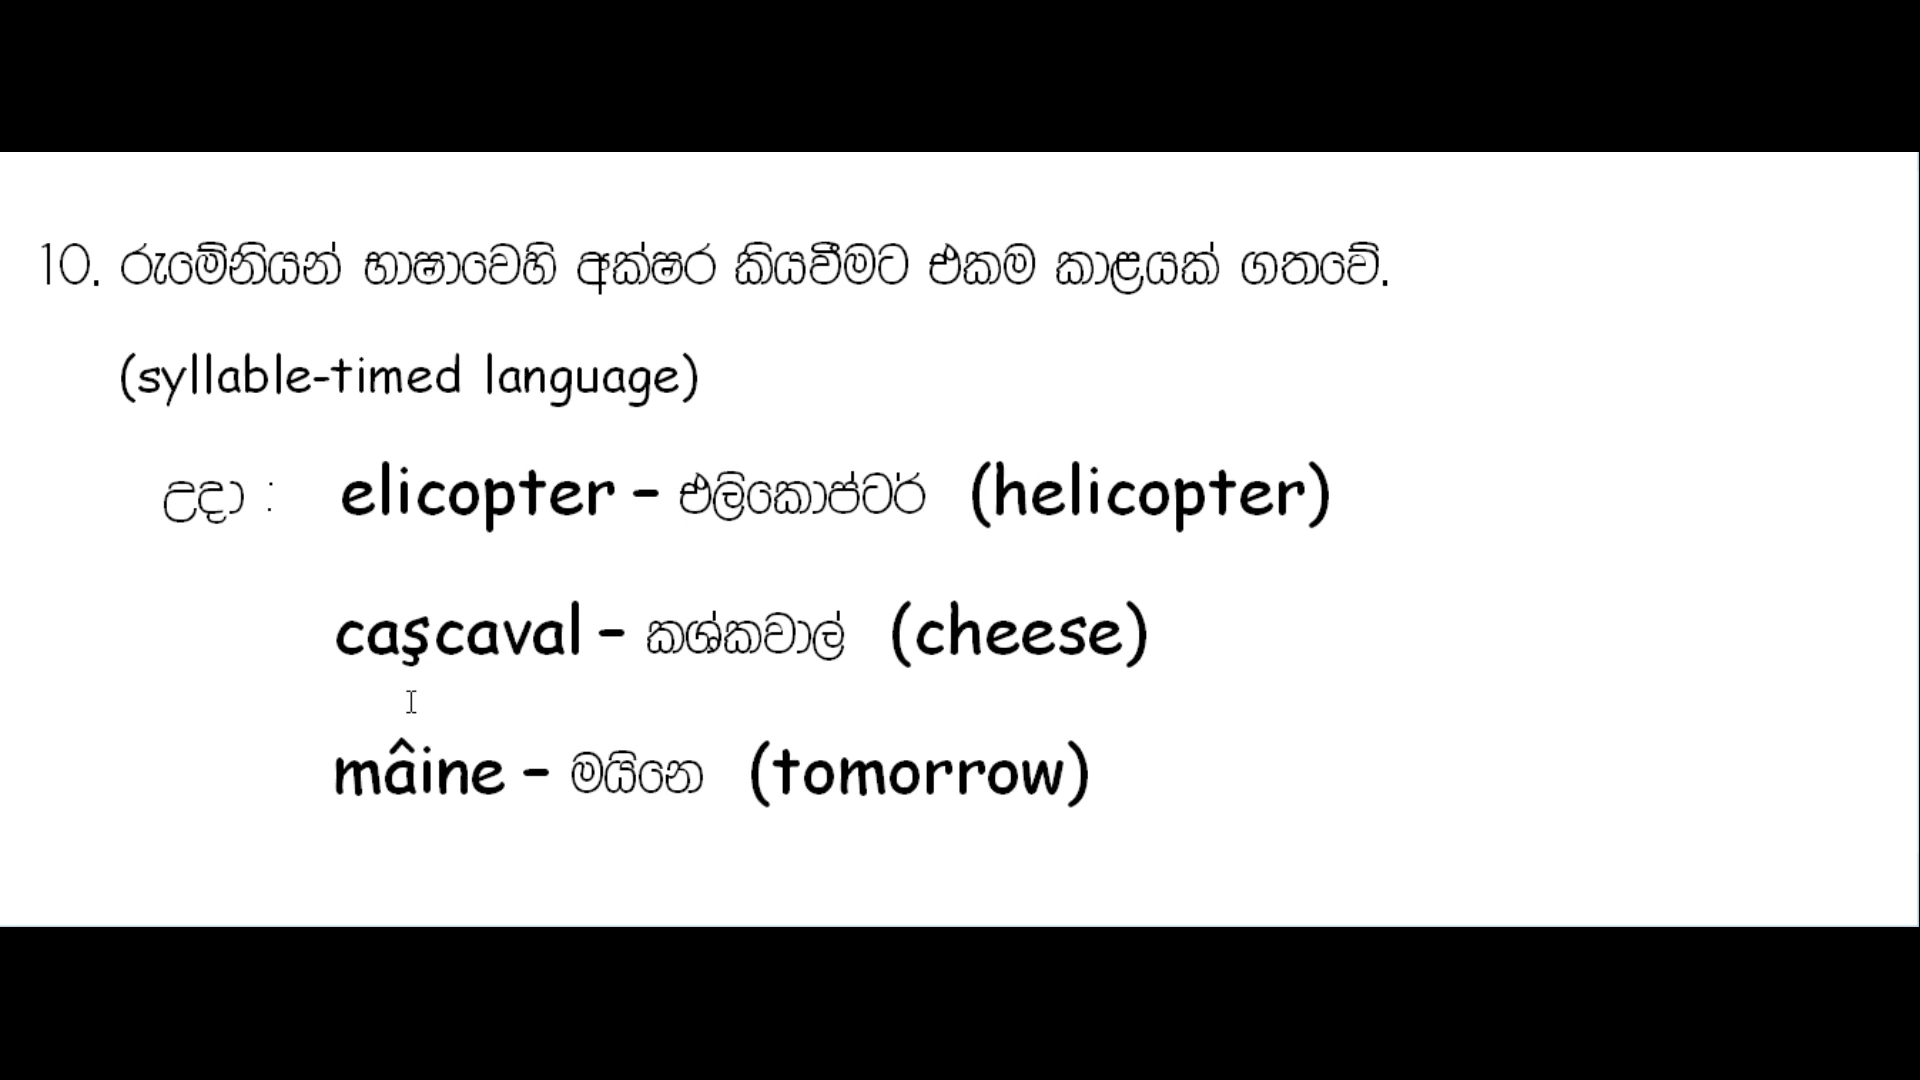 10. රුමේනියන් භාෂාවෙහි අක්ෂර කියවීමට එකම කාළයක් ගතවේ.
(syllable-timed language)
උදා : elicopter – එලිකොප්ටර් (helicopter)
caşcaval – කශ්කවාල් (cheese)
mâine – මයිනෙ (tomorrow)